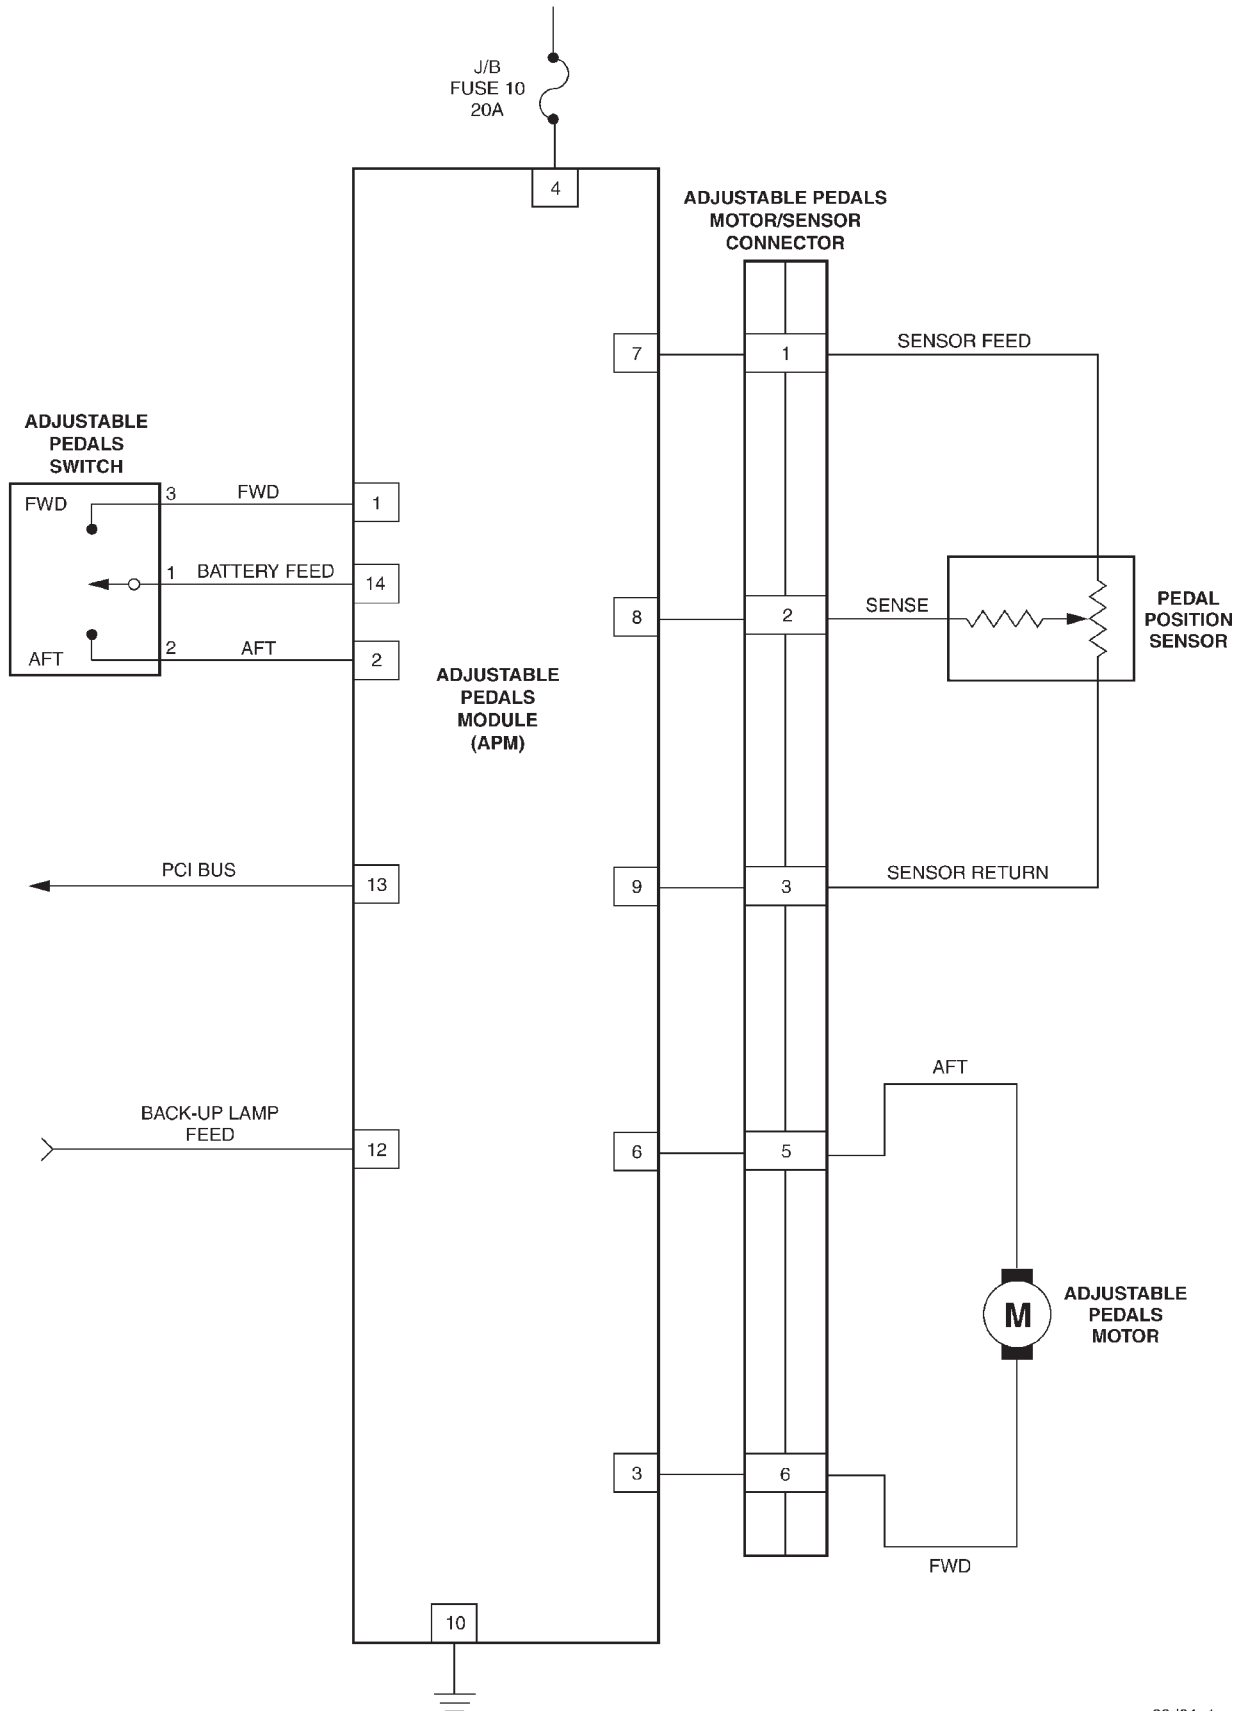 J/B
FUSE 10
20A
4
ADJUSTABLE PEDALS
MOTOR/SENSOR
CONNECTOR
7
1
SENSOR FEED
ADJUSTABLE
PEDALS
SWITCH
FWD
3
FWD
1
1
BATTERY FEED
14
AFT
2
AFT
2
8
2
SENSE
PEDAL
POSITION
SENSOR
ADJUSTABLE
PEDALS
MODULE
(APM)
PCI BUS
13
9
3
SENSOR RETURN
BACK-UP LAMP
FEED
12
6
5
AFT
M
ADJUSTABLE
PEDALS
MOTOR
3
6
FWD
10